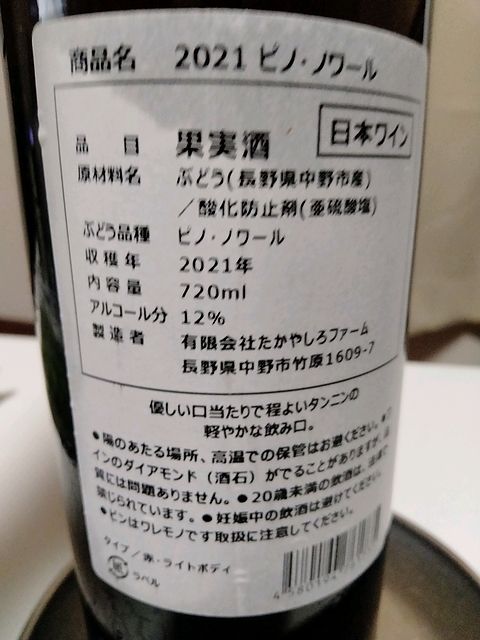 商品名 2021 ピノ・ノワール
日本ワイン
品目 果実酒
原材料名 ぶどう(長野県中野市産)
／酸化防止剤(亜硫酸塩)
ぶどう品種 ピノ・ノワール
収穫年 2021年
内容量 720ml
アルコール分 12%
製造者 有限会社たかやしろファーム
長野県中野市竹原1609-7
優しい口当たりで程よいタンニンの
軽やかな飲み口。
●陽のあたる場所、高温での保管はお避けください。●ワ
インのダイアモンド（酒石）がでることがありますが、品
質には問題ありません。●20歳未満の飲酒は、法律で
禁じられています。●妊娠中の飲酒は避けてください。
●ビンはワレモノです取扱に注意してください。
タイプ／赤・ライトボディ
紙 ラベル